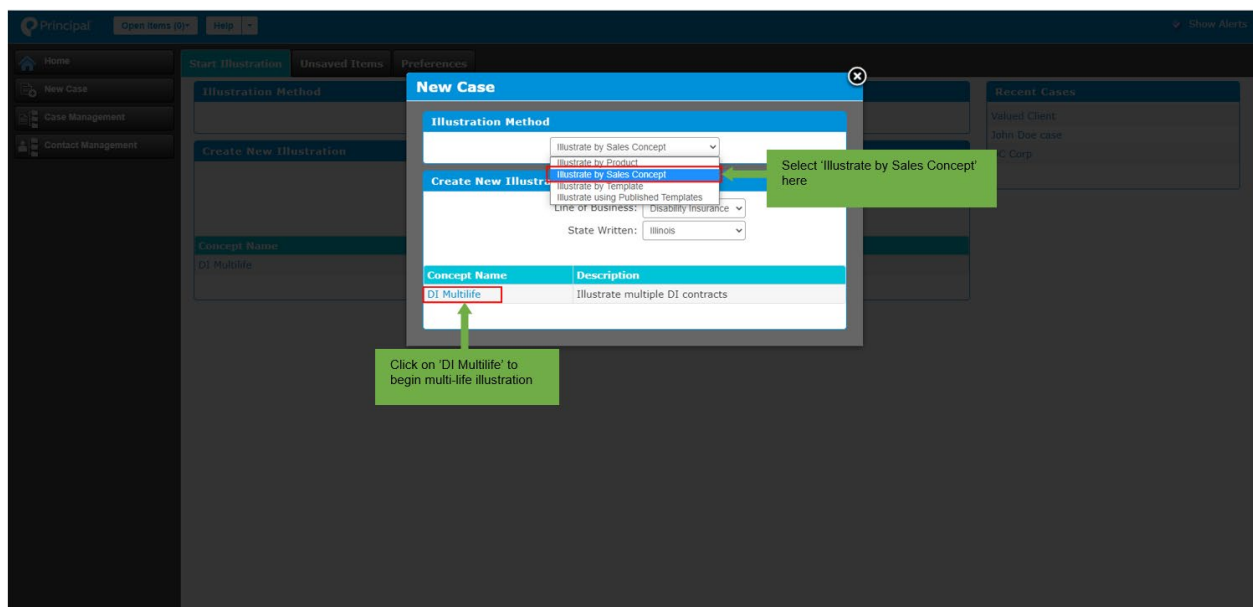 Principal
Open Items (0)
Help
Show Alerts
Home
New Case
Case Management
Contact Management
Start Illustration
Unsaved Items
Preferences
Illustration Method
Create New Illustration
Concept Name
DI Multilife
Recent Cases
Valued Client
John Doe case
Corp
New Case
Illustration Method
Illustrate by Sales Concept
Illustrate by Product
Illustrate by Sales Concept
Illustrate by Template
Illustrate using Published Templates
Create New Illustra
Line of Business: Disability Insurance
State Written: Illinois
Concept Name Description
DI Multilife Illustrate multiple DI contracts
Select 'Illustrate by Sales Concept'
here
Click on 'DI Multilife' to
begin multi-life illustration